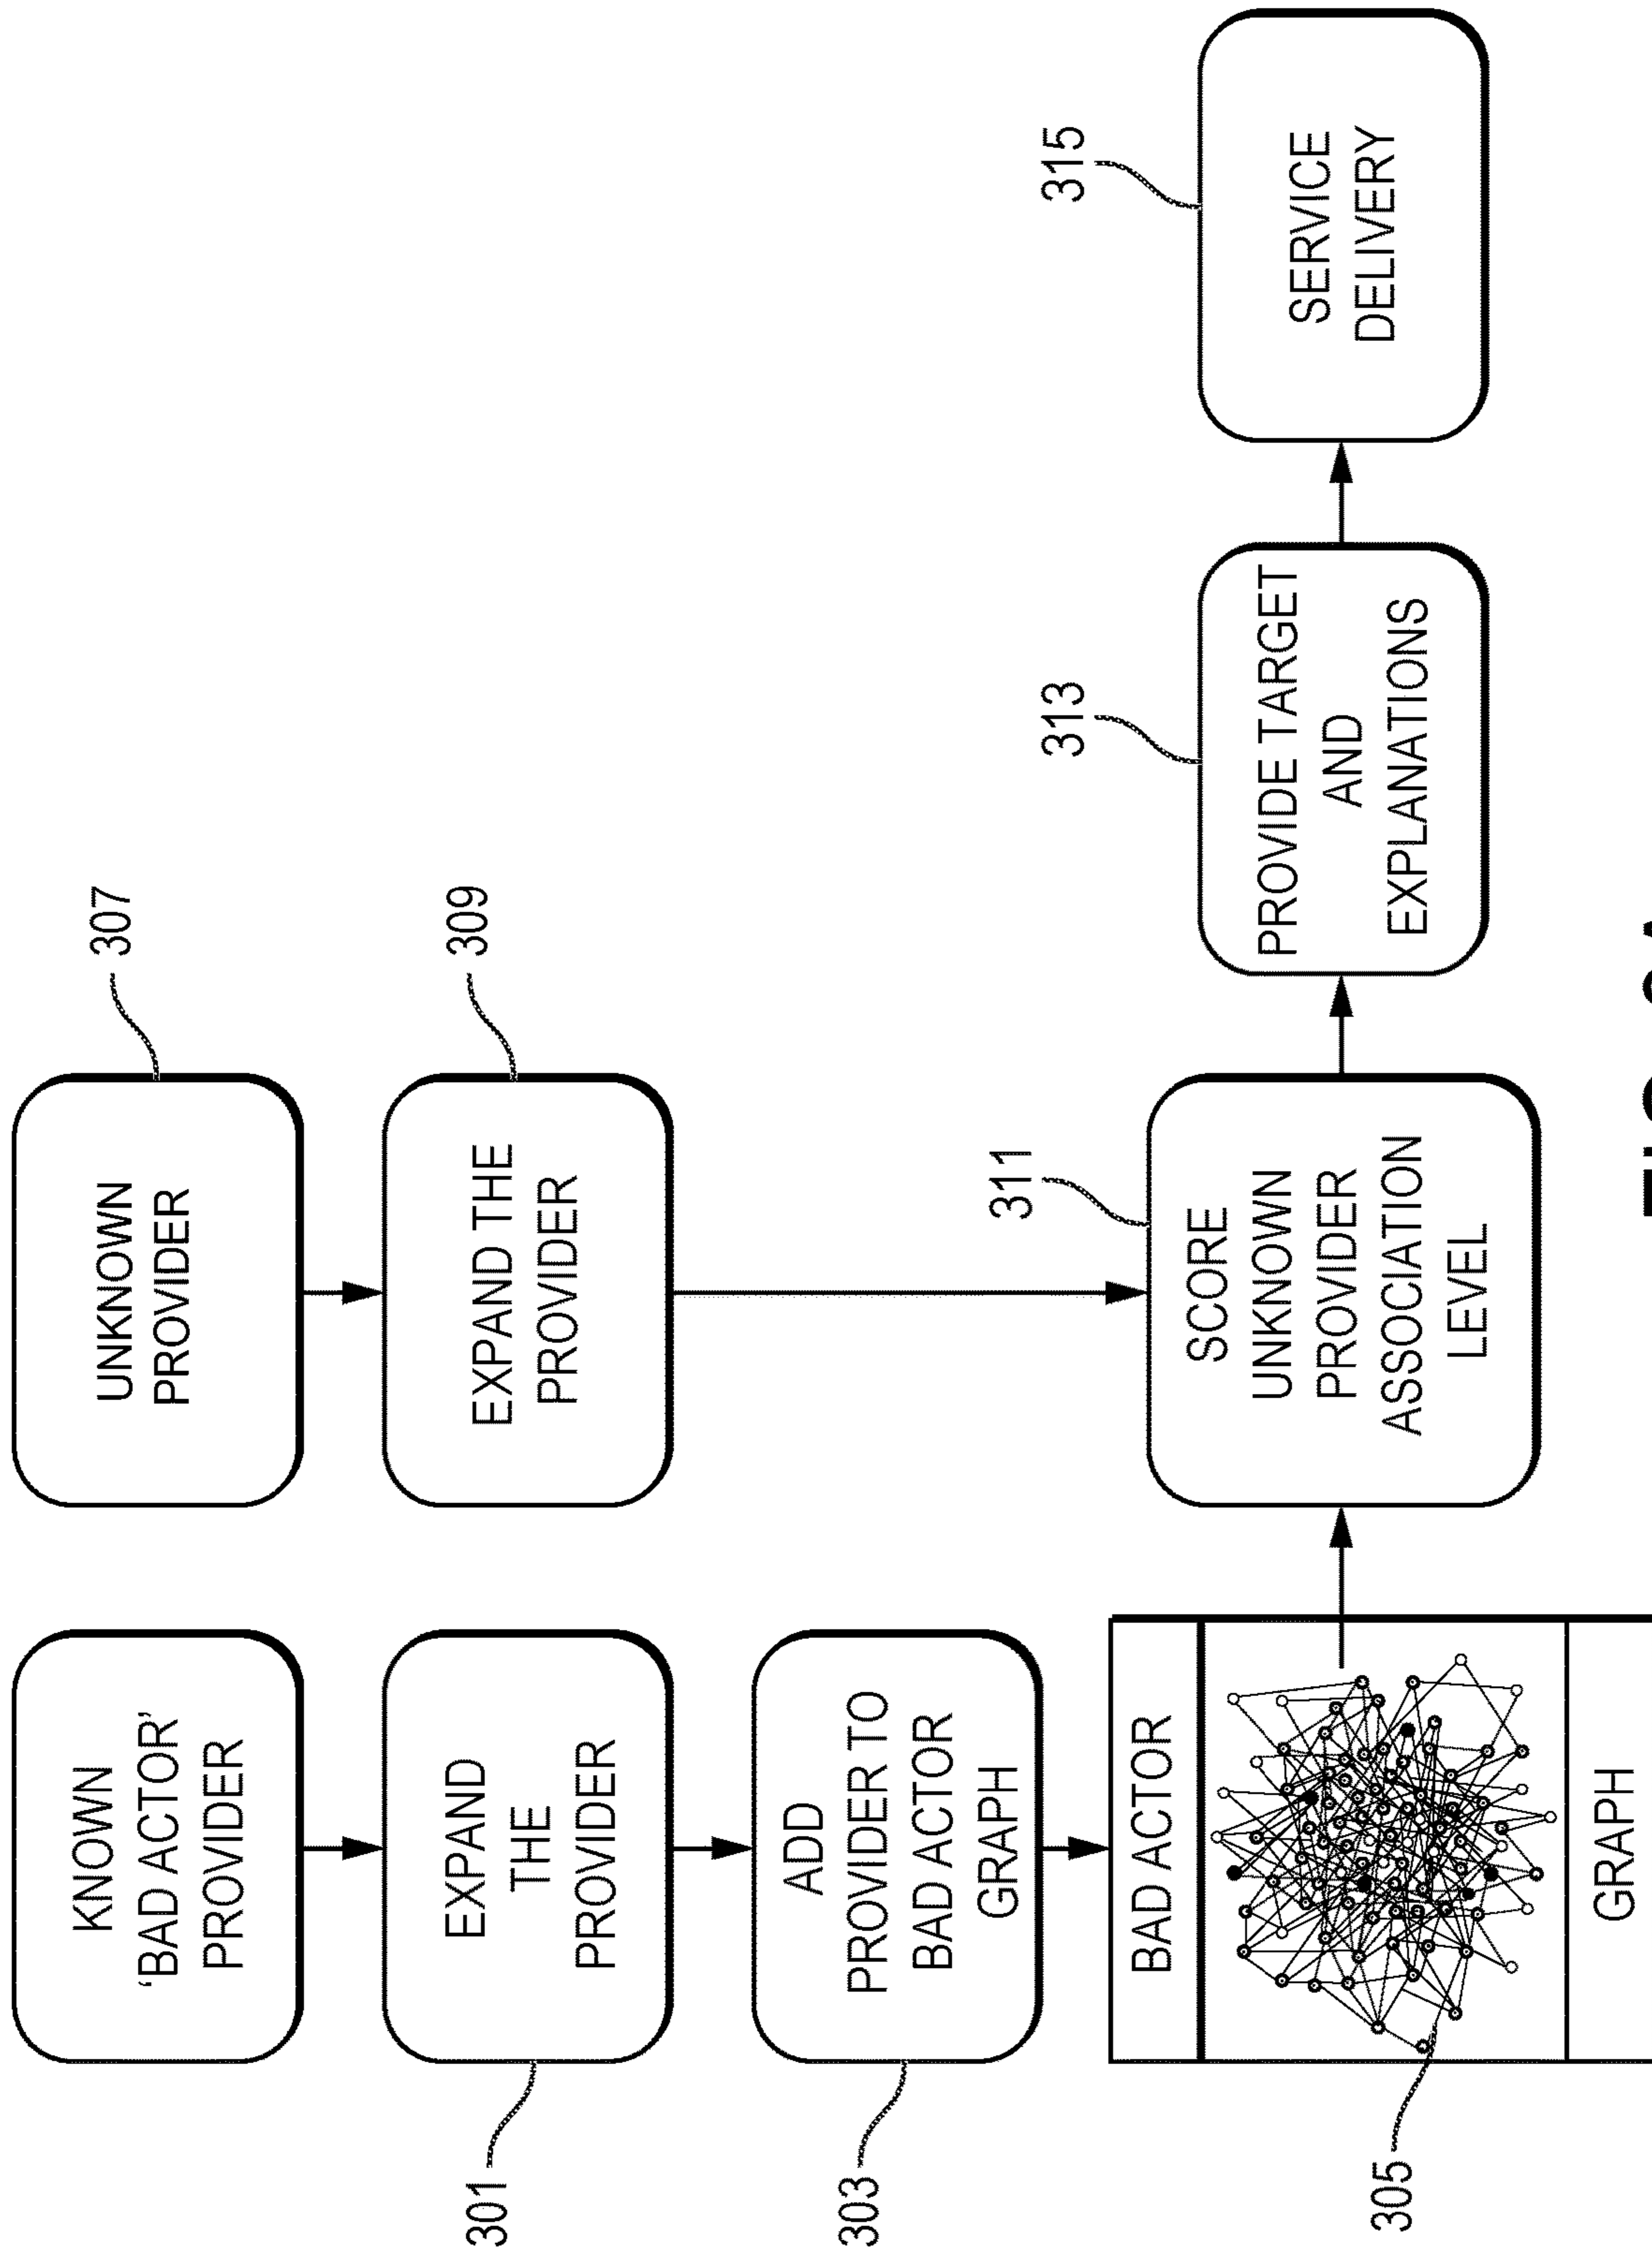 KNOWN
'BAD ACTOR'
PROVIDER
UNKNOWN
PROVIDER
307
301
EXPAND
THE
PROVIDER
EXPAND THE
PROVIDER
309
303
ADD
PROVIDER TO
BAD ACTOR
GRAPH
305
BAD ACTOR
GRAPH
311
SCORE
UNKNOWN
PROVIDER
ASSOCIATION
LEVEL
313
PROVIDE TARGET
AND
EXPLANATIONS
315
SERVICE
DELIVERY